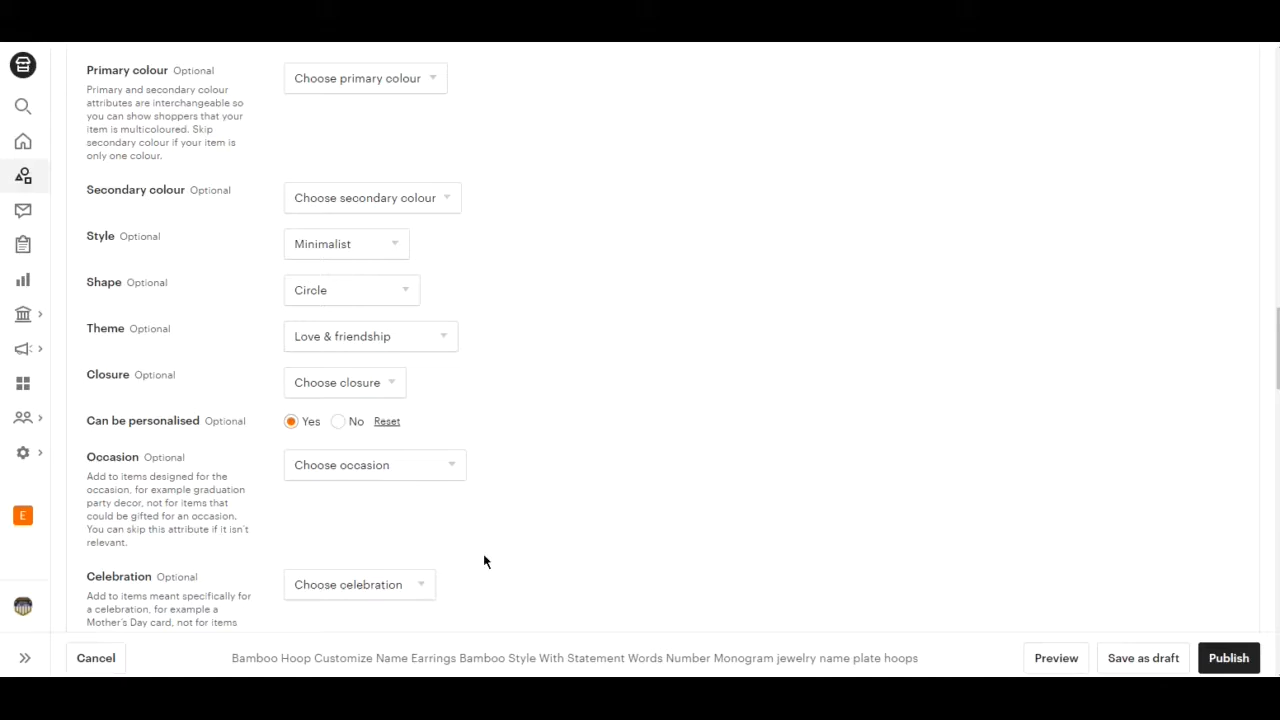 Primary colour Optional
Choose primary colour
Primary and secondary colour
attributes are interchangeable so
you can show shoppers that your
item is multicoloured. Skip
secondary colour if your item is
only one colour.
Secondary colour Optional
Choose secondary colour
Style Optional
Minimalist
Shape Optional
Circle
Theme Optional
Love & friendship
Closure Optional
Choose closure
Can be personalised Optional
Yes No Reset
Occasion Optional
Choose occasion
Add to items designed for the
occasion, for example graduation
party decor, not for items that
could be gifted for an occasion.
You can skip this attribute if it isn't
relevant.
E
Celebration Optional
Choose celebration
Add to items meant specifically for
a celebration, for example a
Mother's Day card, not for items
Cancel
Bamboo Hoop Customize Name Earrings Bamboo Style With Statement Words Number Monogram jewelry name plate hoops
Preview
Save as draft
Publish